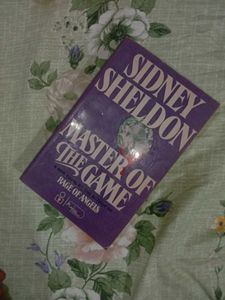 SIDNEY
SHELDON
MASTER OF
THE GAME
RAGE OF ANGELS